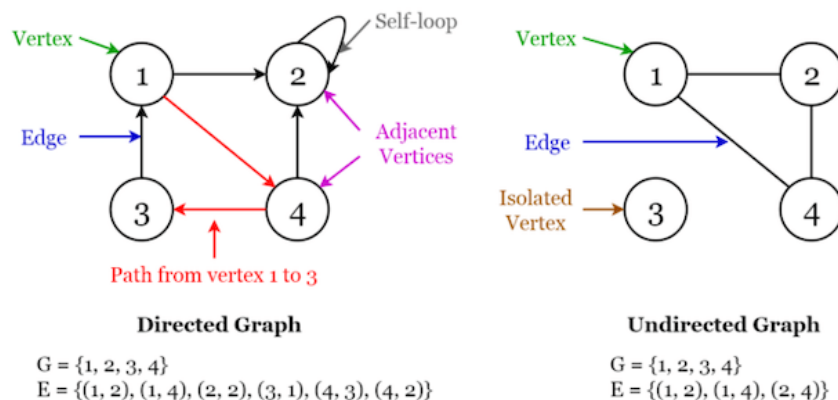 Vertex
Self-loop
1
2
Edge
Adjacent
Vertices
3
4
Path from vertex 1 to 3
Directed Graph
G = {1, 2, 3, 4}
E = {(1, 2), (1, 4), (2, 2), (3, 1), (4, 3), (4, 2)}
Vertex
1
2
Edge
Isolated
Vertex
3
4
Undirected Graph
G = {1, 2, 3, 4}
E = {(1, 2), (1, 4), (2, 4)}